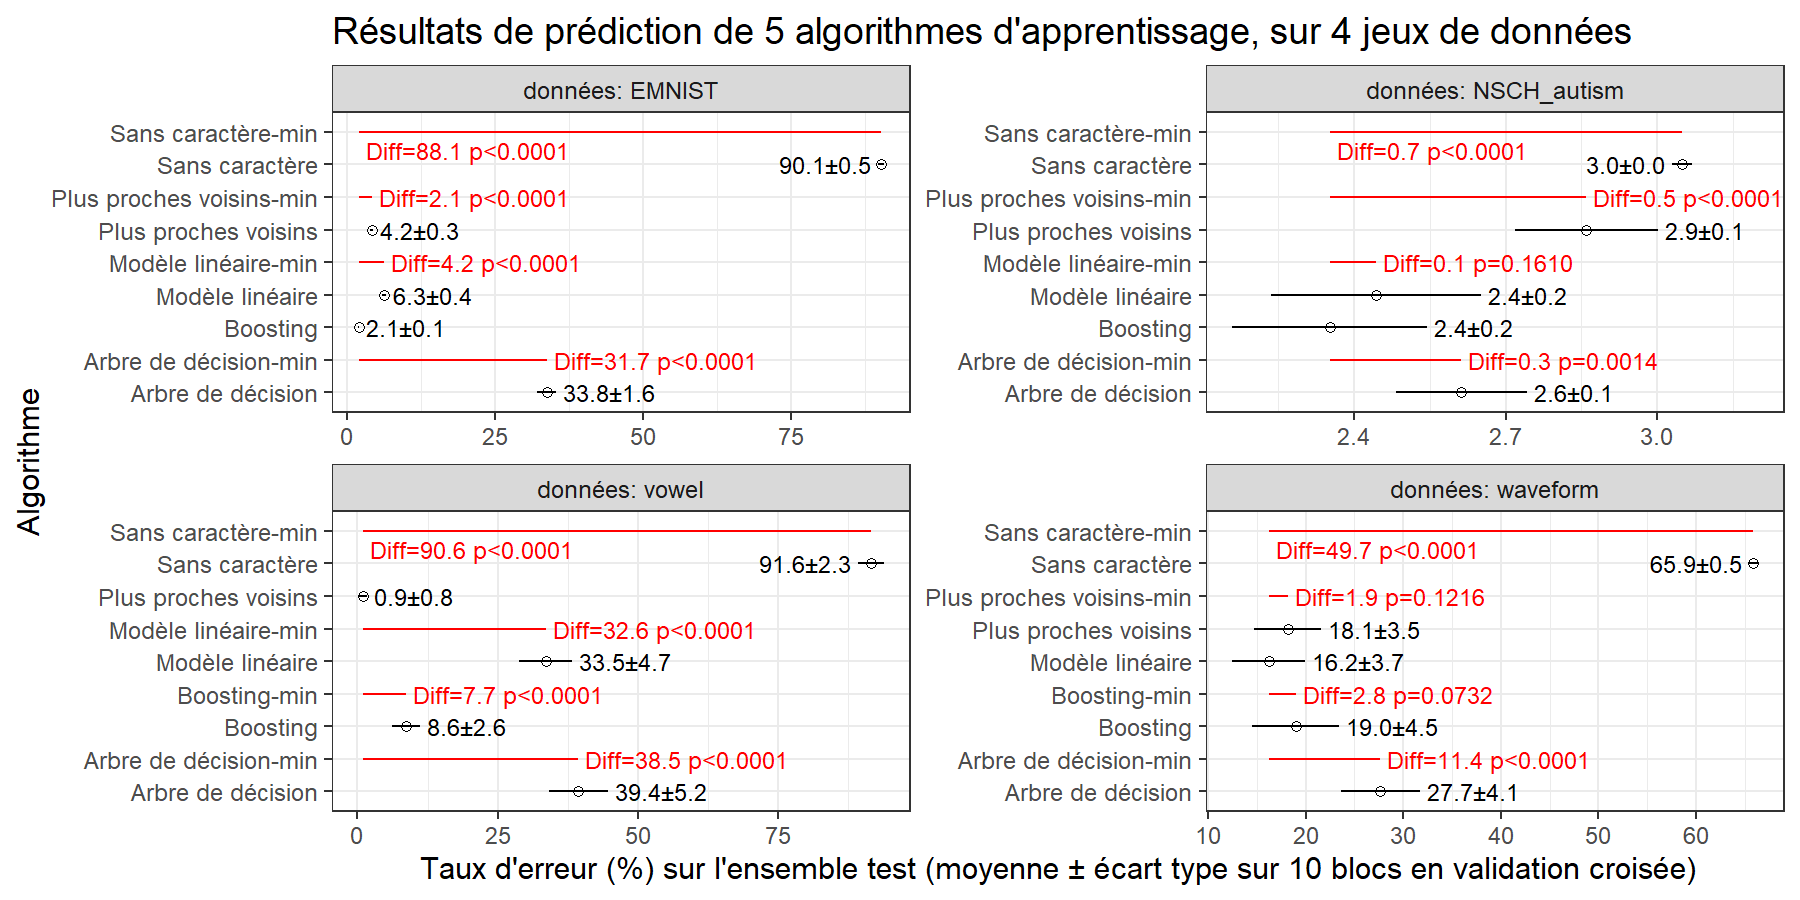 Résultats de prédiction de 5 algorithmes d'apprentissage, sur 4 jeux de données
données: EMNIST
Sans caractère-min
Diff=88.1 p<0.0001
Sans caractère
90.1±0.5
Plus proches voisins-min
Diff=2.1 p<0.0001
Plus proches voisins
4.2±0.3
Modèle linéaire-min
Diff=4.2 p<0.0001
Modèle linéaire
6.3±0.4
Boosting
2.1±0.1
Arbre de décision-min
Diff=31.7 p<0.0001
Arbre de décision
33.8±1.6
0 25 50 75
données: NSCH_autism
Sans caractère-min
Diff=0.7 p<0.0001
Sans caractère
3.0±0.0
Plus proches voisins-min
Diff=0.5 p<0.0001
Plus proches voisins
2.9±0.1
Modèle linéaire-min
Diff=0.1 p=0.1610
Modèle linéaire
2.4±0.2
Boosting
2.4±0.2
Arbre de décision-min
Diff=0.3 p=0.0014
Arbre de décision
2.6±0.1
2.4 2.7 3.0
données: vowel
Sans caractère-min
Diff=90.6 p<0.0001
Sans caractère
91.6±2.3
Plus proches voisins
0.9±0.8
Modèle linéaire-min
Diff=32.6 p<0.0001
Modèle linéaire
33.5±4.7
Boosting-min
Diff=7.7 p<0.0001
Boosting
8.6±2.6
Arbre de décision-min
Diff=38.5 p<0.0001
Arbre de décision
39.4±5.2
0 25 50 75
données: waveform
Sans caractère-min
Diff=49.7 p<0.0001
Sans caractère
65.9±0.5
Plus proches voisins-min
Diff=1.9 p=0.1216
Plus proches voisins
18.1±3.5
Modèle linéaire
16.2±3.7
Boosting-min
Diff=2.8 p=0.0732
Boosting
19.0±4.5
Arbre de décision-min
Diff=11.4 p<0.0001
Arbre de décision
27.7±4.1
10 20 30 40 50 60
Algorithme
Taux d'erreur (%) sur l'ensemble test (moyenne ± écart type sur 10 blocs en validation croisée)